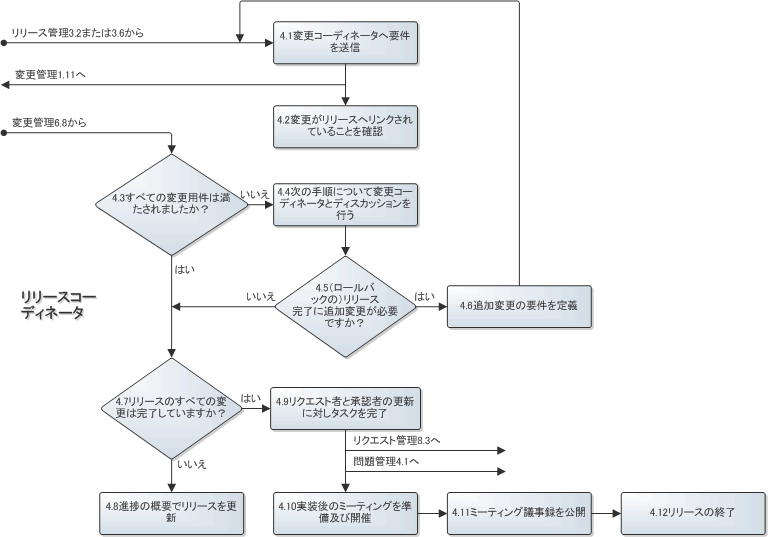 リリース管理3.2または3.6から
4.1変更コーディネータへ要件
を送信
変更管理1.11へ
4.2変更がリリースへリンクされ
ていることを確認
変更管理6.8から
4.3すべての変更用件は満
たされましたか？
いいえ
4.4次の手順について変更コー
ディネータとディスカッションを
行う
はい
4.5（ロールバ
ックの）リリース
完了に追加変更が必要
ですか？
いいえ
はい
4.6追加変更の要件を定義
リリースコー
ディネータ
4.7リリースのすべての変
更は完了していますか？
はい
4.9リクエスト者と承認者の更新
に対しタスクを完了
リクエスト管理8.3へ
問題管理4.1へ
いいえ
4.8進捗の概要でリリースを更
新
4.10実装後のミーティングを準
備及び開催
4.11ミーティング議事録を公開
4.12リリースの終了